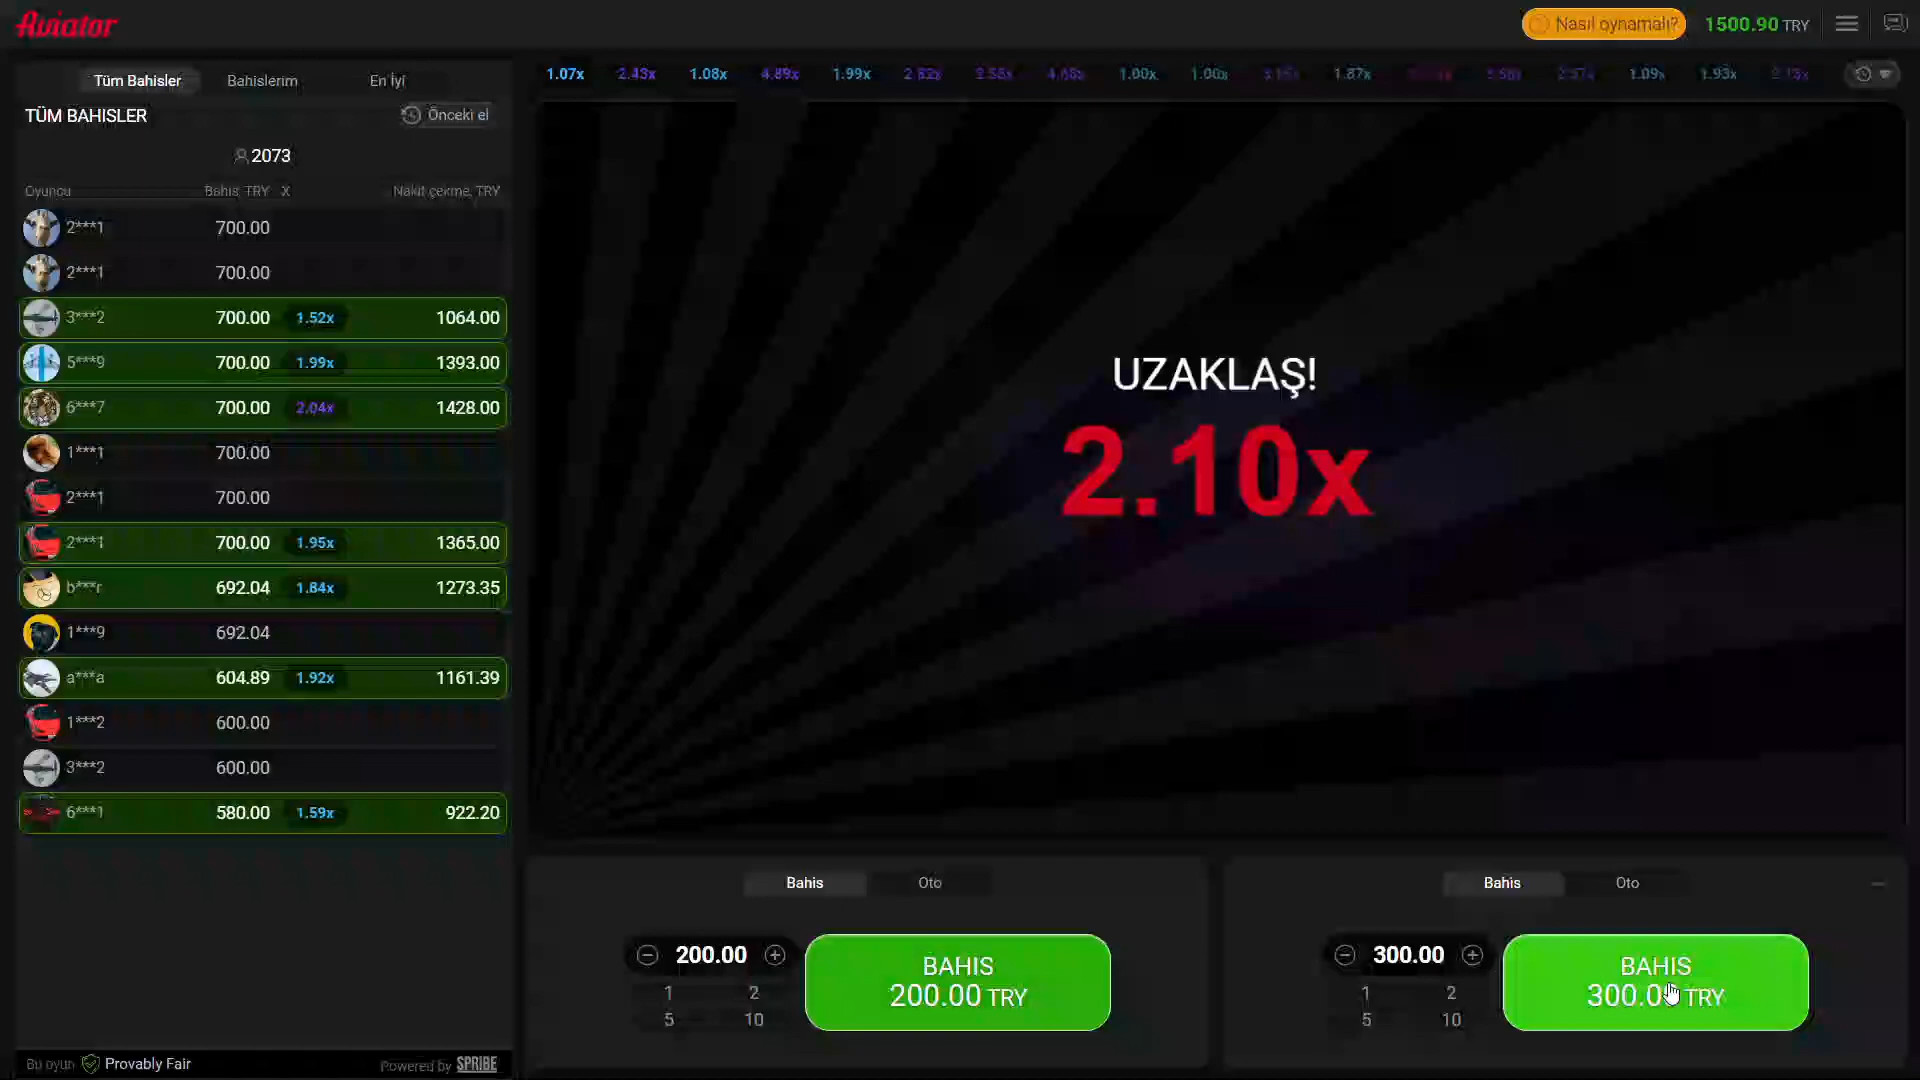 Aviator
Nasıl oynamalı?
1500.90 TRY
Tüm Bahisler
Bahislerim
En İyi
1.07x 2.43x 1.08x 4.89x 1.99x 2.82x 4.68x 1.00x 1.00x 1.87x 1.09x 1.93x
TÜM BAHISLER
Önceki el
2073
Oyuncu Bahis TRY X Nakit çekme, TRY
2***1 700.00
2***1 700.00
3***2 700.00 1.52x 1064.00
5***9 700.00 1.99x 1393.00
6***7 700.00 2.04x 1428.00
1***1 700.00
2***1 700.00
2***1 700.00 1.95x 1365.00
b***r 692.04 1.84x 1273.35
1***9 692.04
a***a 604.89 1.92x 1161.39
1***2 600.00
3***2 600.00
6***1 580.00 1.59x 922.20
UZAKLAŞ!
2.10x
Bahis Oto
200.00
1 2
5 10
BAHIS
200.00 TRY
Bahis Oto
300.00
1 2
5 10
BAHIS
300.0 TRY
Bu oyun Provably Fair
Powered by SPRIBE